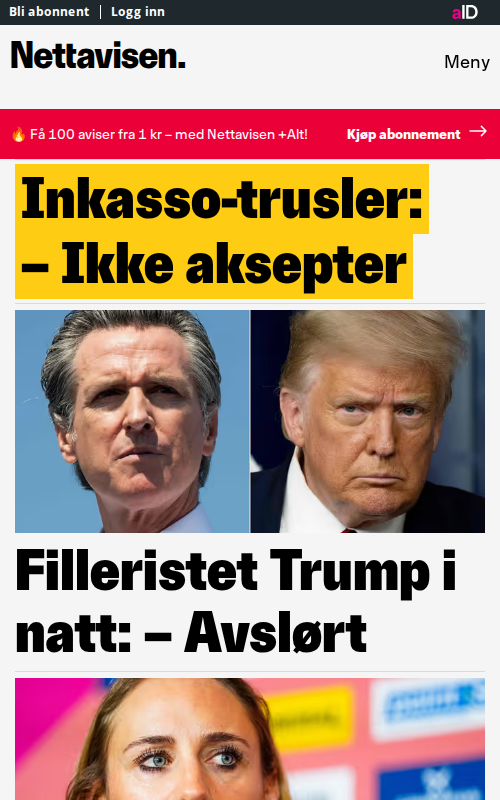 Bli abonnent | Logg inn
aID
Nettavisen.
Meny
🔥 Få 100 aviser fra 1 kr – med Nettavisen +Alt!
Kjøp abonnement →
Inkasso-trusler:
– Ikke aksepter
Filleristet Trump i
natt: – Avslørt